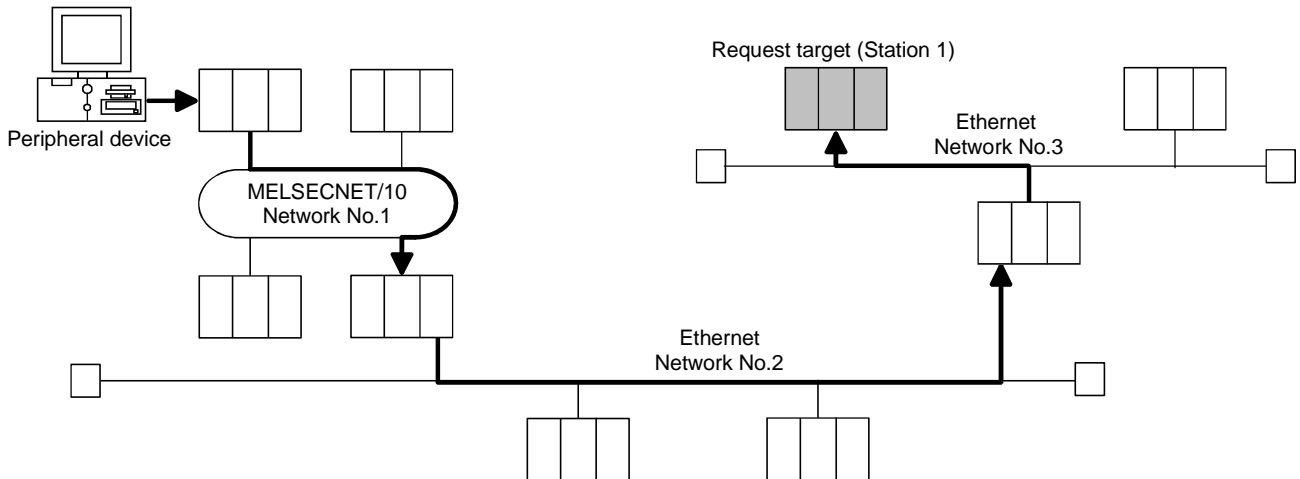 Request target (Station 1)
Peripheral device
Ethernet
Network No.3
MELSECNET/10
Network No.1
Ethernet
Network No.2